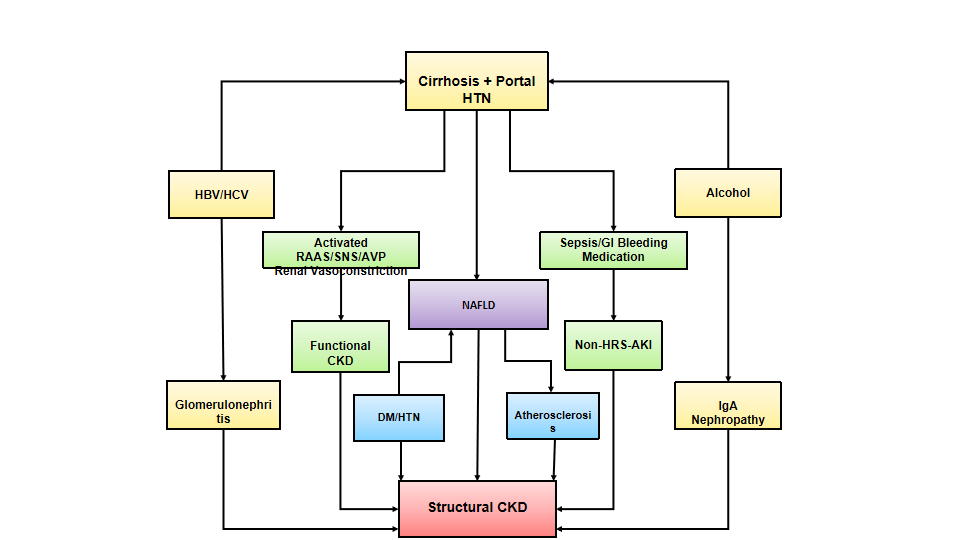 Cirrhosis + Portal
HTN
HBV/HCV
Alcohol
Activated
RAAS/SNS/AVP
Renal Vasoconstriction
Sepsis/GI Bleeding
Medication
NAFLD
Functional
CKD
Non-HRS-AKI
Glomerulonephri
tis
DM/HTN
Atherosclerosi
s
IgA
Nephropathy
Structural CKD